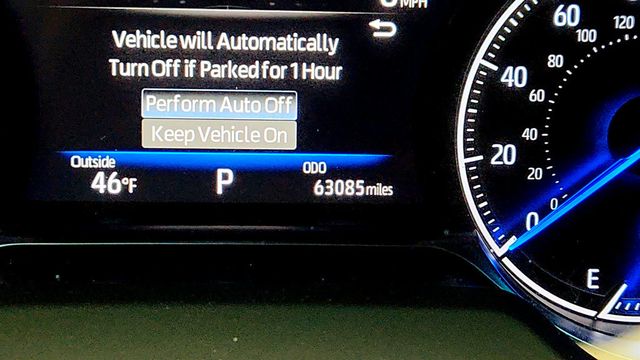 MPH
Vehicle will Automatically
Turn Off if Parked for 1 Hour
Perform Auto Off
Keep Vehicle On
Outside
46°F
P
ODO
63085 miles
60
120
100
80
40
60
40
20
20
0
0
E